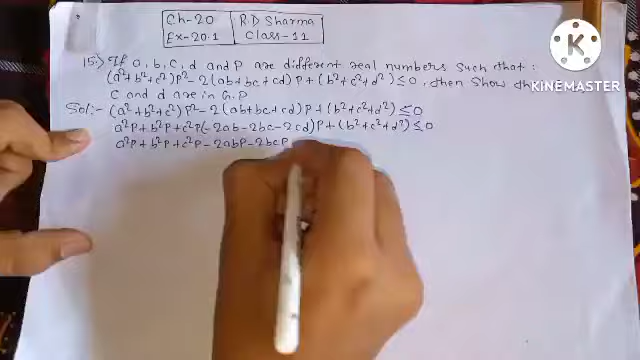 Ch-20 R.D Sharma
Ex-20.1 Class-11
15:) If a, b, c, d and P are different real numbers such that :
(a²+b²+c²)P²-2(ab+bc+cd)P+(b²+c²+d²)≤0, then show th
c and d are in G.P
Sol:- (a²+b²+c²)P²-2(ab+bc+cd)P+(b²+c²+d²)≤0
a²P+b²P+c²P(-2ab-2bc-2cd)P+(b²+c²+d²)≤0
a²P+b²P+c²P-2abP-2bcP
K
KINEMASTER